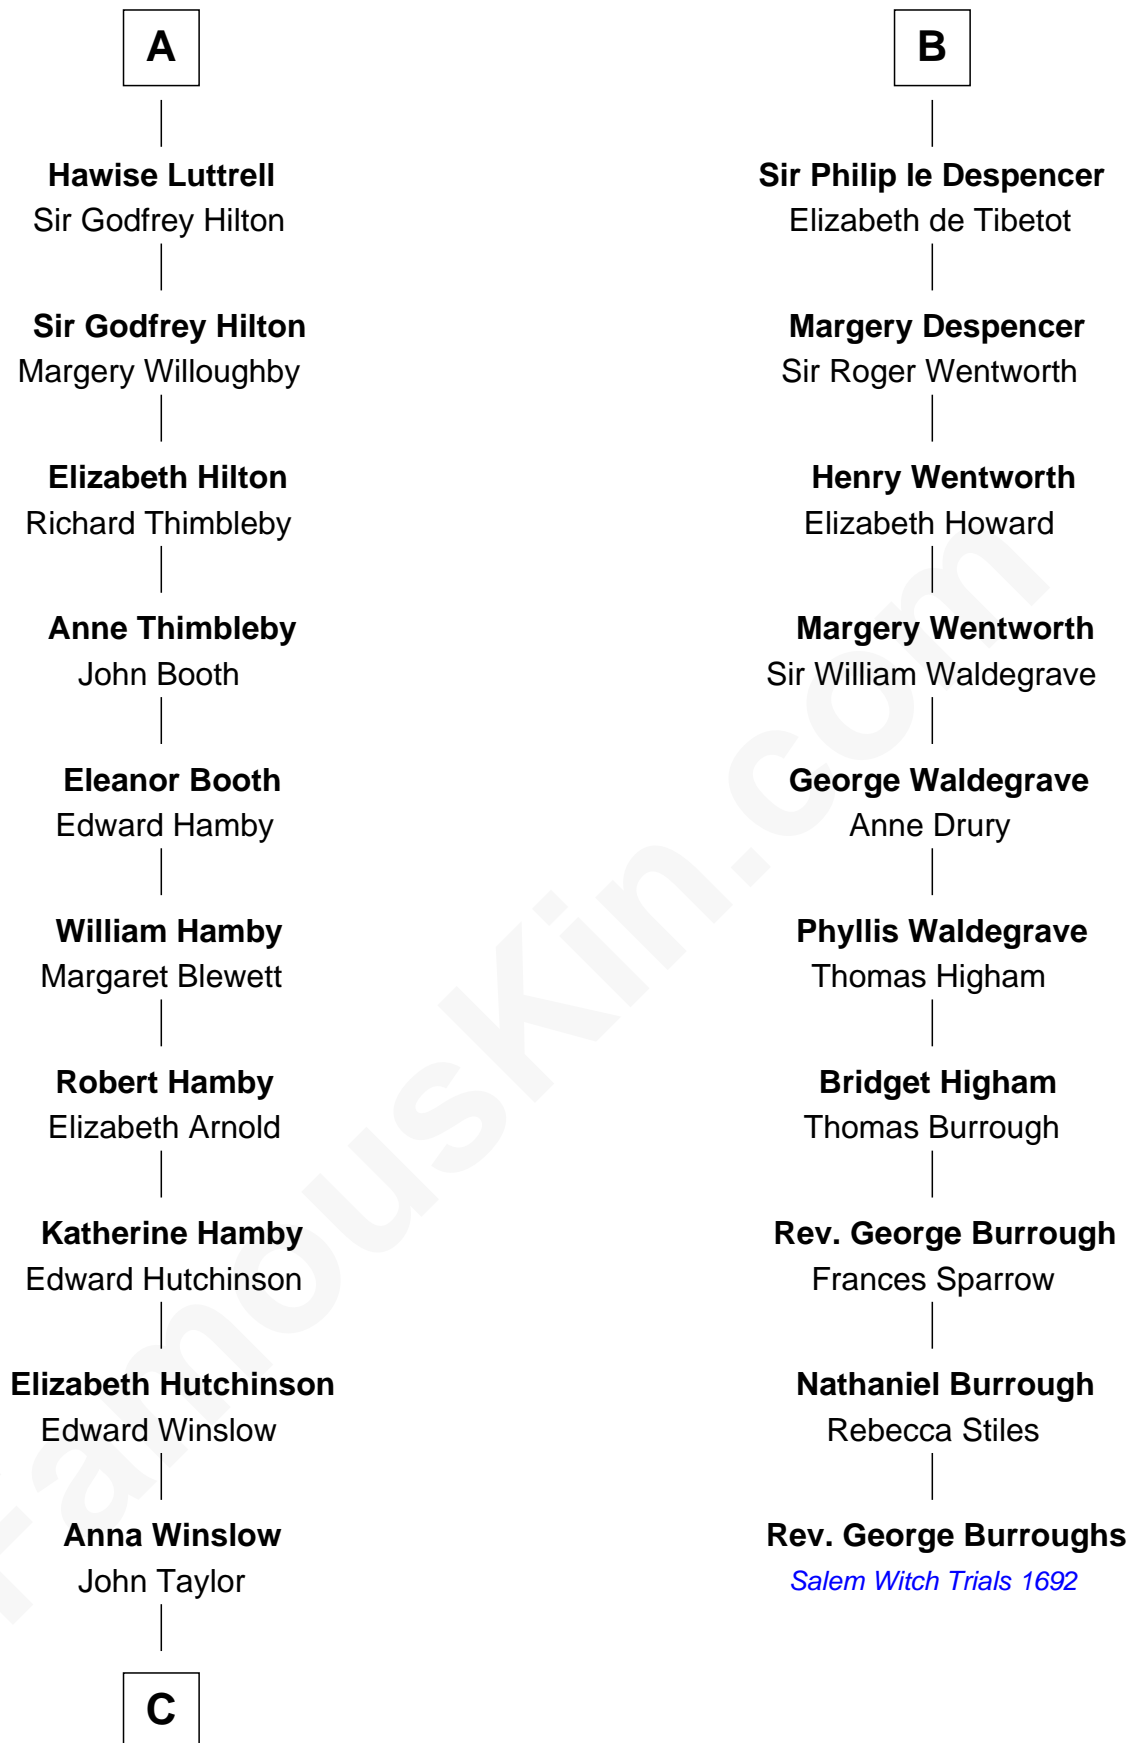 A
Hawise Luttrell
Sir Godfrey Hilton
Sir Godfrey Hilton
Margery Willoughby
Elizabeth Hilton
Richard Thimbleby
Anne Thimbleby
John Booth
Eleanor Booth
Edward Hamby
William Hamby
Margaret Blewett
Robert Hamby
Elizabeth Arnold
Katherine Hamby
Edward Hutchinson
Elizabeth Hutchinson
Edward Winslow
Anna Winslow
John Taylor
C
B
Sir Philip le Despencer
Elizabeth de Tibetot
Margery Despencer
Sir Roger Wentworth
Henry Wentworth
Elizabeth Howard
Margery Wentworth
Sir William Waldegrave
George Waldegrave
Anne Drury
Phyllis Waldegrave
Thomas Higham
Bridget Higham
Thomas Burrough
Rev. George Burrough
Frances Sparrow
Nathaniel Burrough
Rebecca Stiles
Rev. George Burroughs
Salem Witch Trials 1692
FamousKin.com